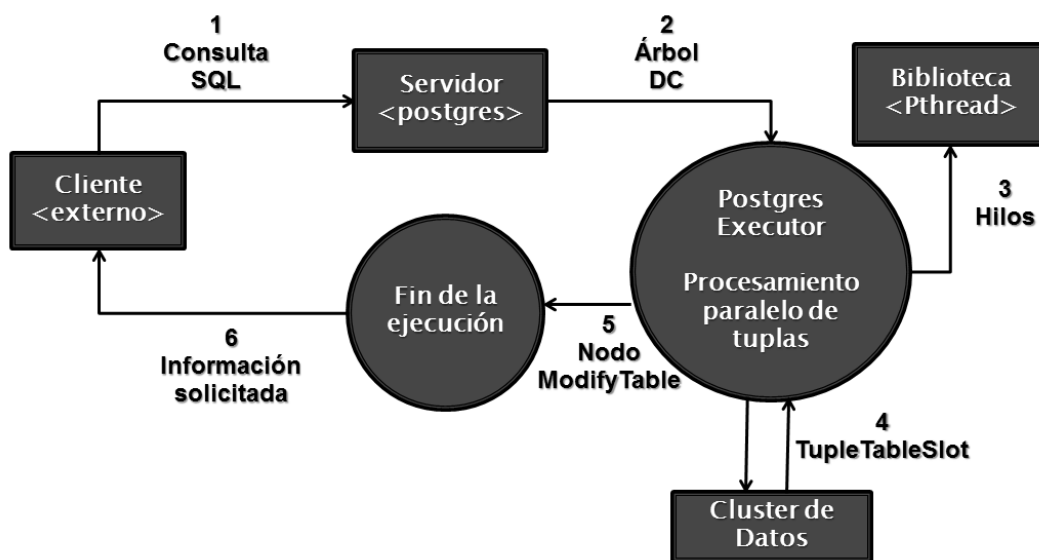 1
Consulta
SQL
Servidor
<postgres>
2
Árbol
DC
Biblioteca
<Pthread>
3
Hilos
Cliente
<externo>
Postgres
Executor
Procesamiento
paralelo de
tuplas
Fin de la
ejecución
5
Nodo
ModifyTable
6
Información
solicitada
4
TupleTableSlot
Cluster de
Datos